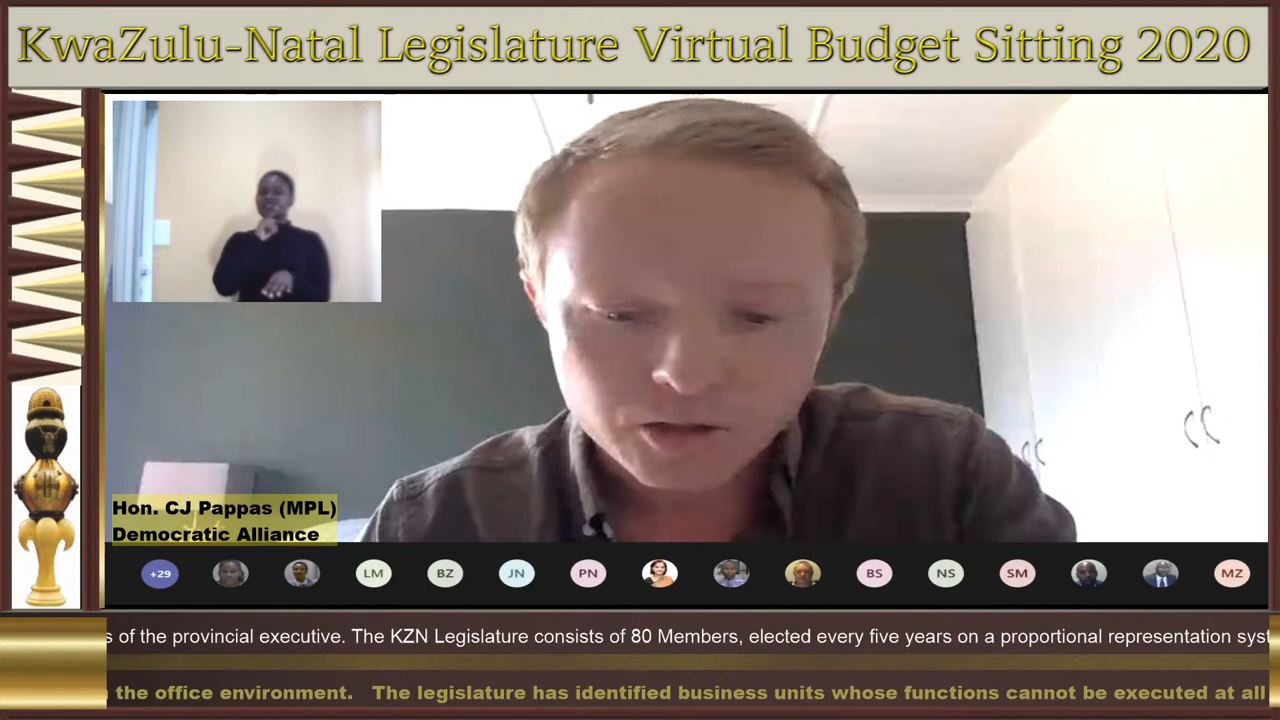 KwaZulu-Natal Legislature Virtual Budget Sitting 2020
Hon. CJ Pappas (MPL)
Democratic Alliance
+29 LM BZ JN PN BS NS SM MZ
s of the provincial executive. The KZN Legislature consists of 80 Members, elected every five years on a proportional representation syst
the office environment. The legislature has identified business units whose functions cannot be executed at all